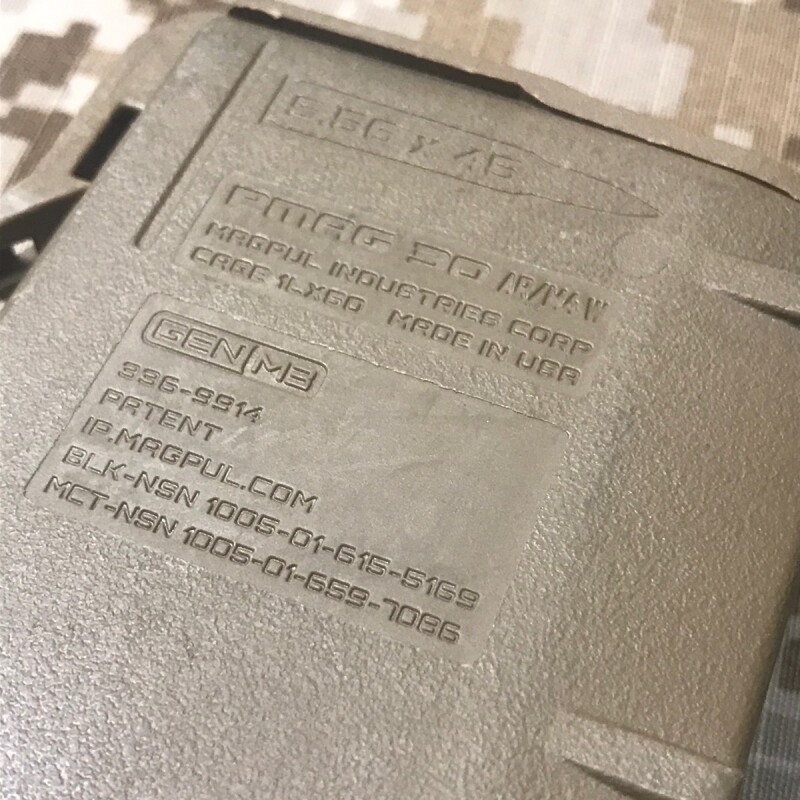 5.56 x 45
PMAG 30 AR/M4 W
MAGPUL INDUSTRIES CORP
CAGE 1LX50 MADE IN USA
GEN M3
336-9914
PATENT
IP.MAGPUL.COM
BLK-NSN 1005-01-615-5169
MCT-NSN 1005-01-659-7086